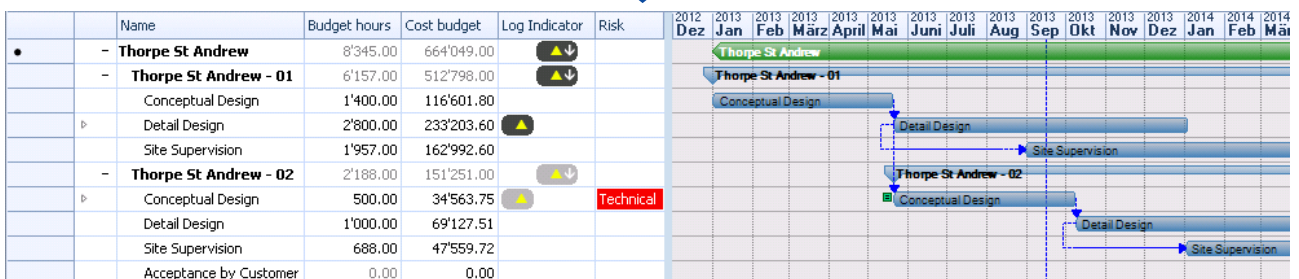 Name Budget hours Cost budget Log Indicator Risk 2012 Dez 2013 Jan 2013 Feb 2013 März 2013 April 2013 Mai 2013 Juni 2013 Juli 2013 Aug 2013 Sep 2013 Okt 2013 Nov 2013 Dez 2014 Jan 2014 Feb 2014 Mär
- Thorpe St Andrew 8'345.00 664'049.00 Thorpe St Andrew
- Thorpe St Andrew - 01 6'157.00 512'798.00 Thorpe St Andrew - 01
Conceptual Design 1'400.00 116'601.80 Conceptual Design
Detail Design 2'800.00 233'203.60 Detail Design
Site Supervision 1'957.00 162'992.60 Site Supervision
- Thorpe St Andrew - 02 2'188.00 151'251.00 Thorpe St Andrew - 02
Conceptual Design 500.00 34'563.75 Technical Conceptual Design
Detail Design 1'000.00 69'127.51 Detail Design
Site Supervision 688.00 47'559.72 Site Supervision
Acceptance by Customer 0.00 0.00